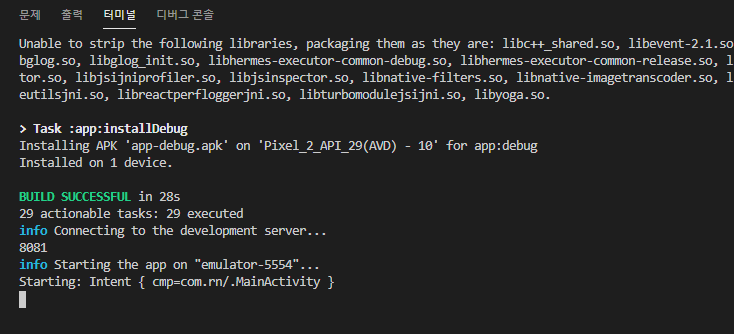 문제 출력 터미널 디버그 콘솔
Unable to strip the following libraries, packaging them as they are: libc++_shared.so, libevent-2.1.so
bglog.so, libglog_init.so, libhermes-executor-common-debug.so, libhermes-executor-common-release.so, l
tor.so, libjsijniprofiler.so, libjsinspector.so, libnative-filters.so, libnative-imagetranscoder.so, l
eutilsjni.so, libreactperfloggerjni.so, libturbomodulejsijni.so, libyoga.so.
> Task :app:installDebug
Installing APK 'app-debug.apk' on 'Pixel_2_API_29(AVD) - 10' for app:debug
Installed on 1 device.
BUILD SUCCESSFUL in 28s
29 actionable tasks: 29 executed
info Connecting to the development server...
8081
info Starting the app on "emulator-5554"...
Starting: Intent { cmp=com.rn/.MainActivity }